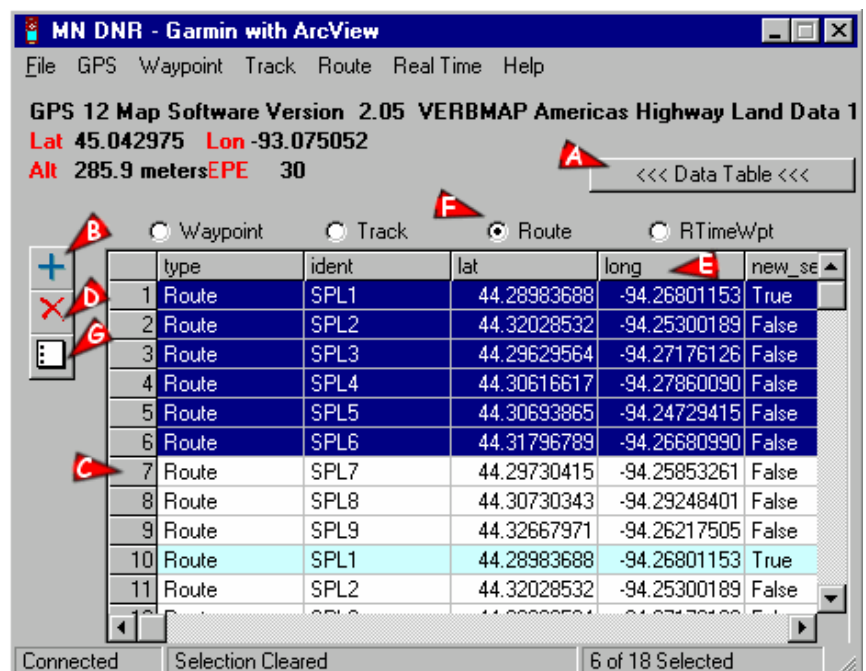 MN DNR - Garmin with ArcView
File GPS Waypoint Track Route Real Time Help
GPS 12 Map Software Version 2.05 VERBMAP Americas Highway Land Data 1
Lat 45.042975 Lon -93.075052
Alt 285.9 metersEPE 30
A
<<< Data Table <<<
F
B Waypoint Track Route RTimeWpt
type ident lat long E new_se
D 1 Route SPL1 44.28983688 -94.26801153 True
G 2 Route SPL2 44.32028532 -94.25300189 False
3 Route SPL3 44.29629564 -94.27176126 False
4 Route SPL4 44.30616617 -94.27860090 False
5 Route SPL5 44.30693865 -94.24729415 False
6 Route SPL6 44.31796789 -94.26680990 False
C 7 Route SPL7 44.29730415 -94.25853261 False
8 Route SPL8 44.30730343 -94.29248401 False
9 Route SPL9 44.32667971 -94.26217505 False
10 Route SPL1 44.28983688 -94.26801153 True
11 Route SPL2 44.32028532 -94.25300189 False
Connected Selection Cleared 6 of 18 Selected